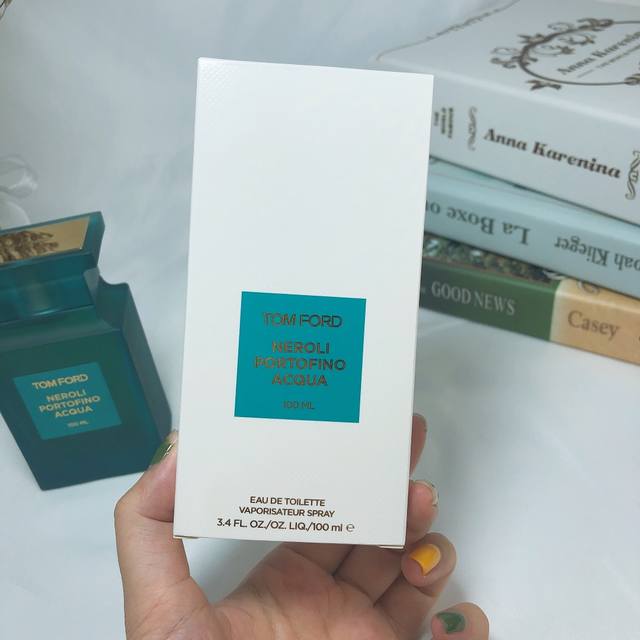 TOM FORD
NEROLI
PORTOFINO
ACQUA
100 ML
EAU DE TOILETTE
VAPORISATEUR SPRAY
3.4 FL. OZ./OZ. LIQ./100 ml e
TOM FORD
NEROLI
PORTOFINO
ACQUA
100 ML
Anna Karenina
Anna Karenina
La Boxe
Klieger
GOOD NEWS
Casey